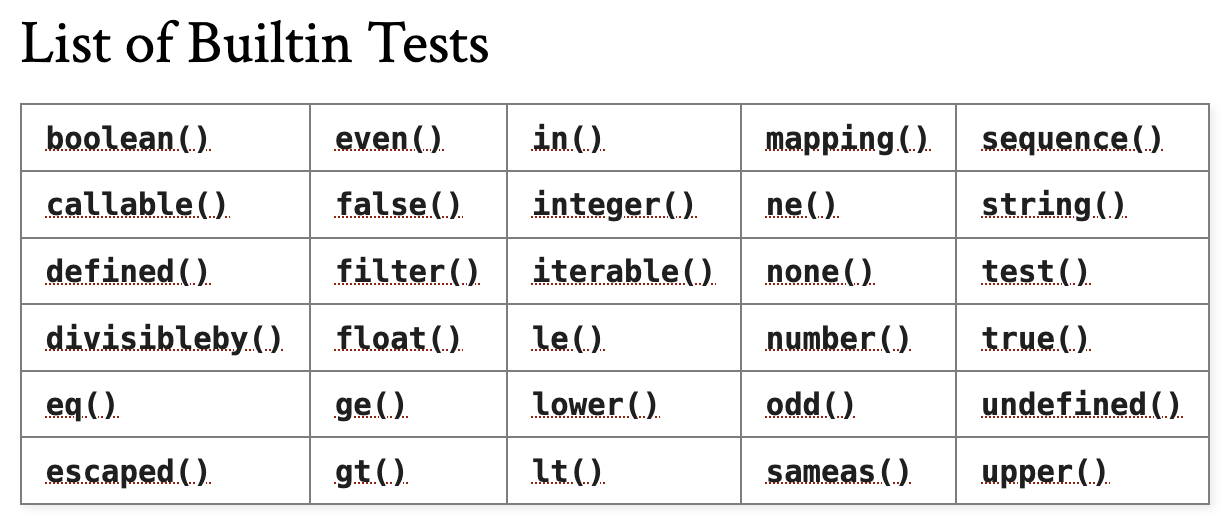 List of Builtin Tests
boolean() even() in() mapping() sequence()
callable() false() integer() ne() string()
defined() filter() iterable() none() test()
divisibleby() float() le() number() true()
eq() ge() lower() odd() undefined()
escaped() gt() lt() sameas() upper()